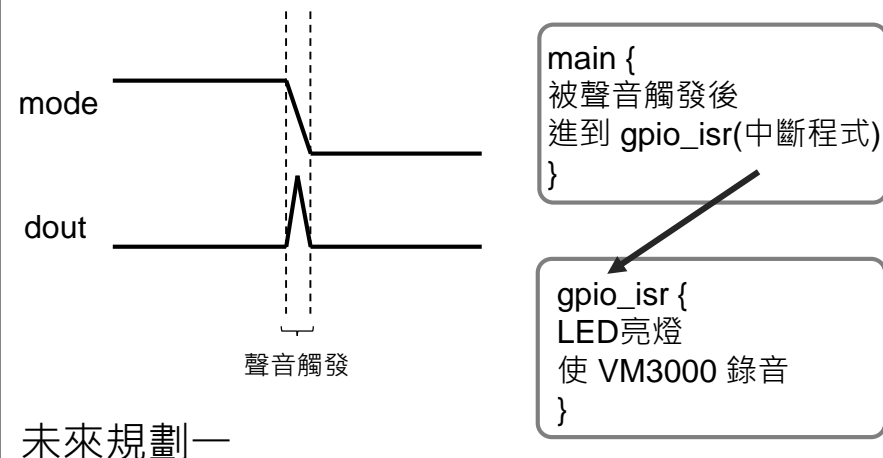 mode
dout
聲音觸發
main {
被聲音觸發後
進到 gpio_isr(中斷程式)
}
gpio_isr {
LED亮燈
使 VM3000 錄音
}
未來規劃一